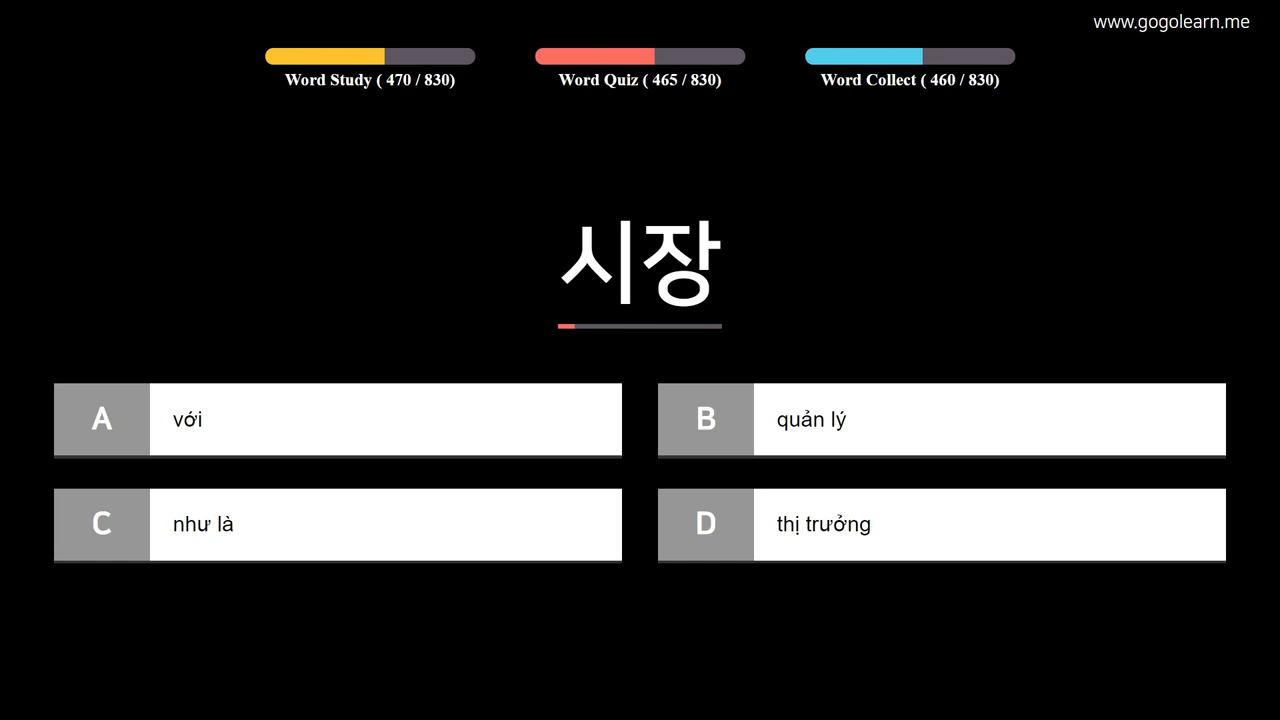 www.gogolearn.me
Word Study ( 470 / 830)
Word Quiz ( 465 / 830)
Word Collect ( 460 / 830)
시장
A với
B quản lý
C như là
D thị trưởng